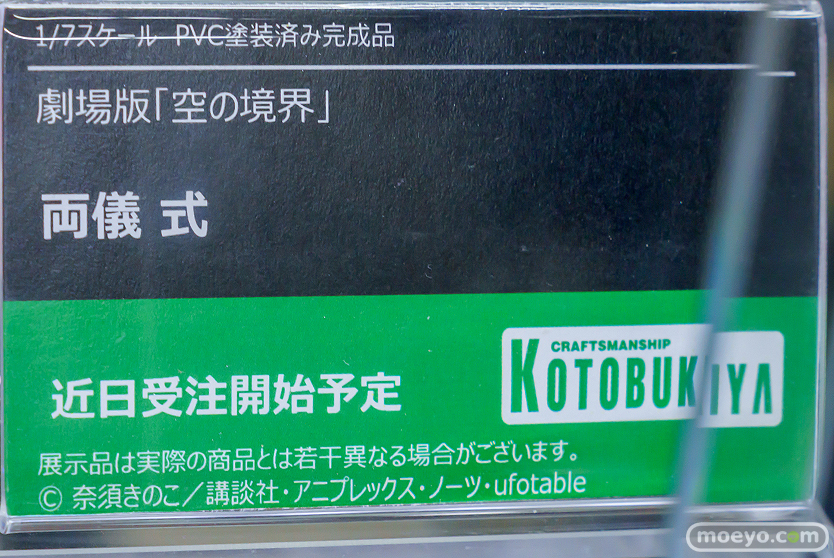 1/7スケール PVC塗装済み完成品
劇場版「空の境界」
両儀 式
CRAFTSMANSHIP
KOTOBUKIYA
近日受注開始予定
展示品は実際の商品とは若干異なる場合がございます。
© 奈須きのこ／講談社・アニプレックス・ノーツ・ufotable
moeyo.com